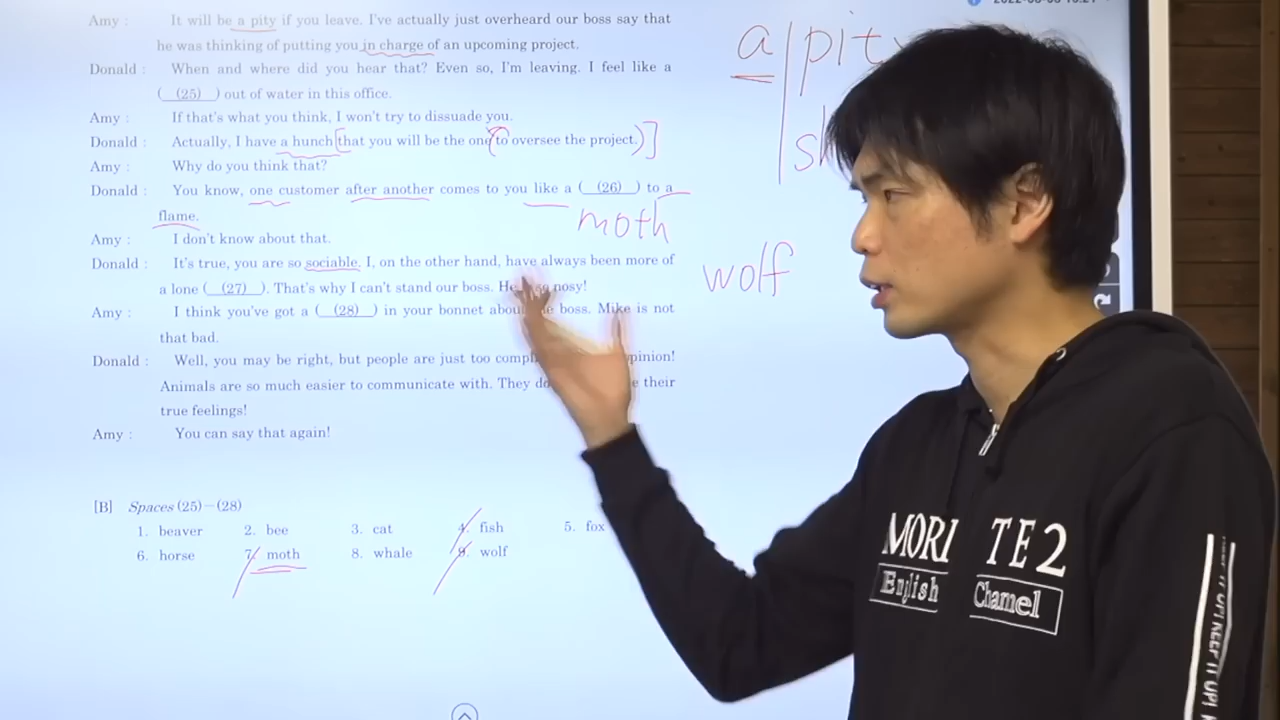 Amy : It will be a pity if you leave. I've actually just overheard our boss say that
he was thinking of putting you in charge of an upcoming project.
Donald : When and where did you hear that? Even so, I'm leaving. I feel like a
( (25) ) out of water in this office.
Amy : If that's what you think, I won't try to dissuade you.
Donald : Actually, I have a hunch [that you will be the one (to oversee the project.)]
Amy : Why do you think that?
Donald : You know, one customer after another comes to you like a ( (26) ) to a
flame.
moth
Amy : I don't know about that.
Donald : It's true, you are so sociable. I, on the other hand, have always been more of
a lone ( (27) ). That's why I can't stand our boss. nosy!
Amy : I think you've got a ( (28) ) in your bonnet boss. Mike is not
that bad.
Donald : Well, you may be right, but people are just too
Animals are so much easier to communicate with. They their
true feelings!
Amy : You can say that again!
a pit
wolf
[B] Spaces (25)-(28)
1. beaver 2. bee 3. cat 4. fish 5. fox
6. horse 7. moth 8. whale 9. wolf
English
KEEP IT UP!